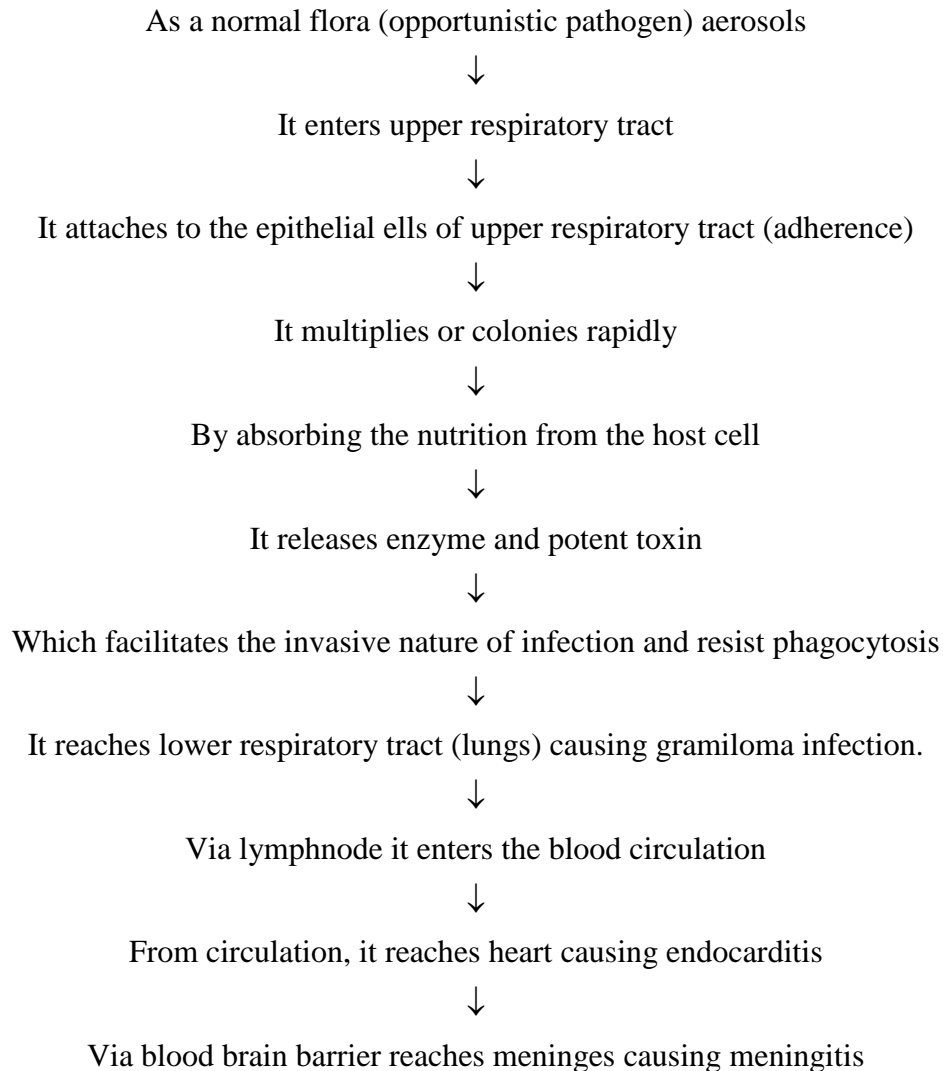 As a normal flora (opportunistic pathogen) aerosols
↓
It enters upper respiratory tract
↓
It attaches to the epithelial ells of upper respiratory tract (adherence)
↓
It multiplies or colonies rapidly
↓
By absorbing the nutrition from the host cell
↓
It releases enzyme and potent toxin
↓
Which facilitates the invasive nature of infection and resist phagocytosis
↓
It reaches lower respiratory tract (lungs) causing gramiloma infection.
↓
Via lymphnode it enters the blood circulation
↓
From circulation, it reaches heart causing endocarditis
↓
Via blood brain barrier reaches meninges causing meningitis